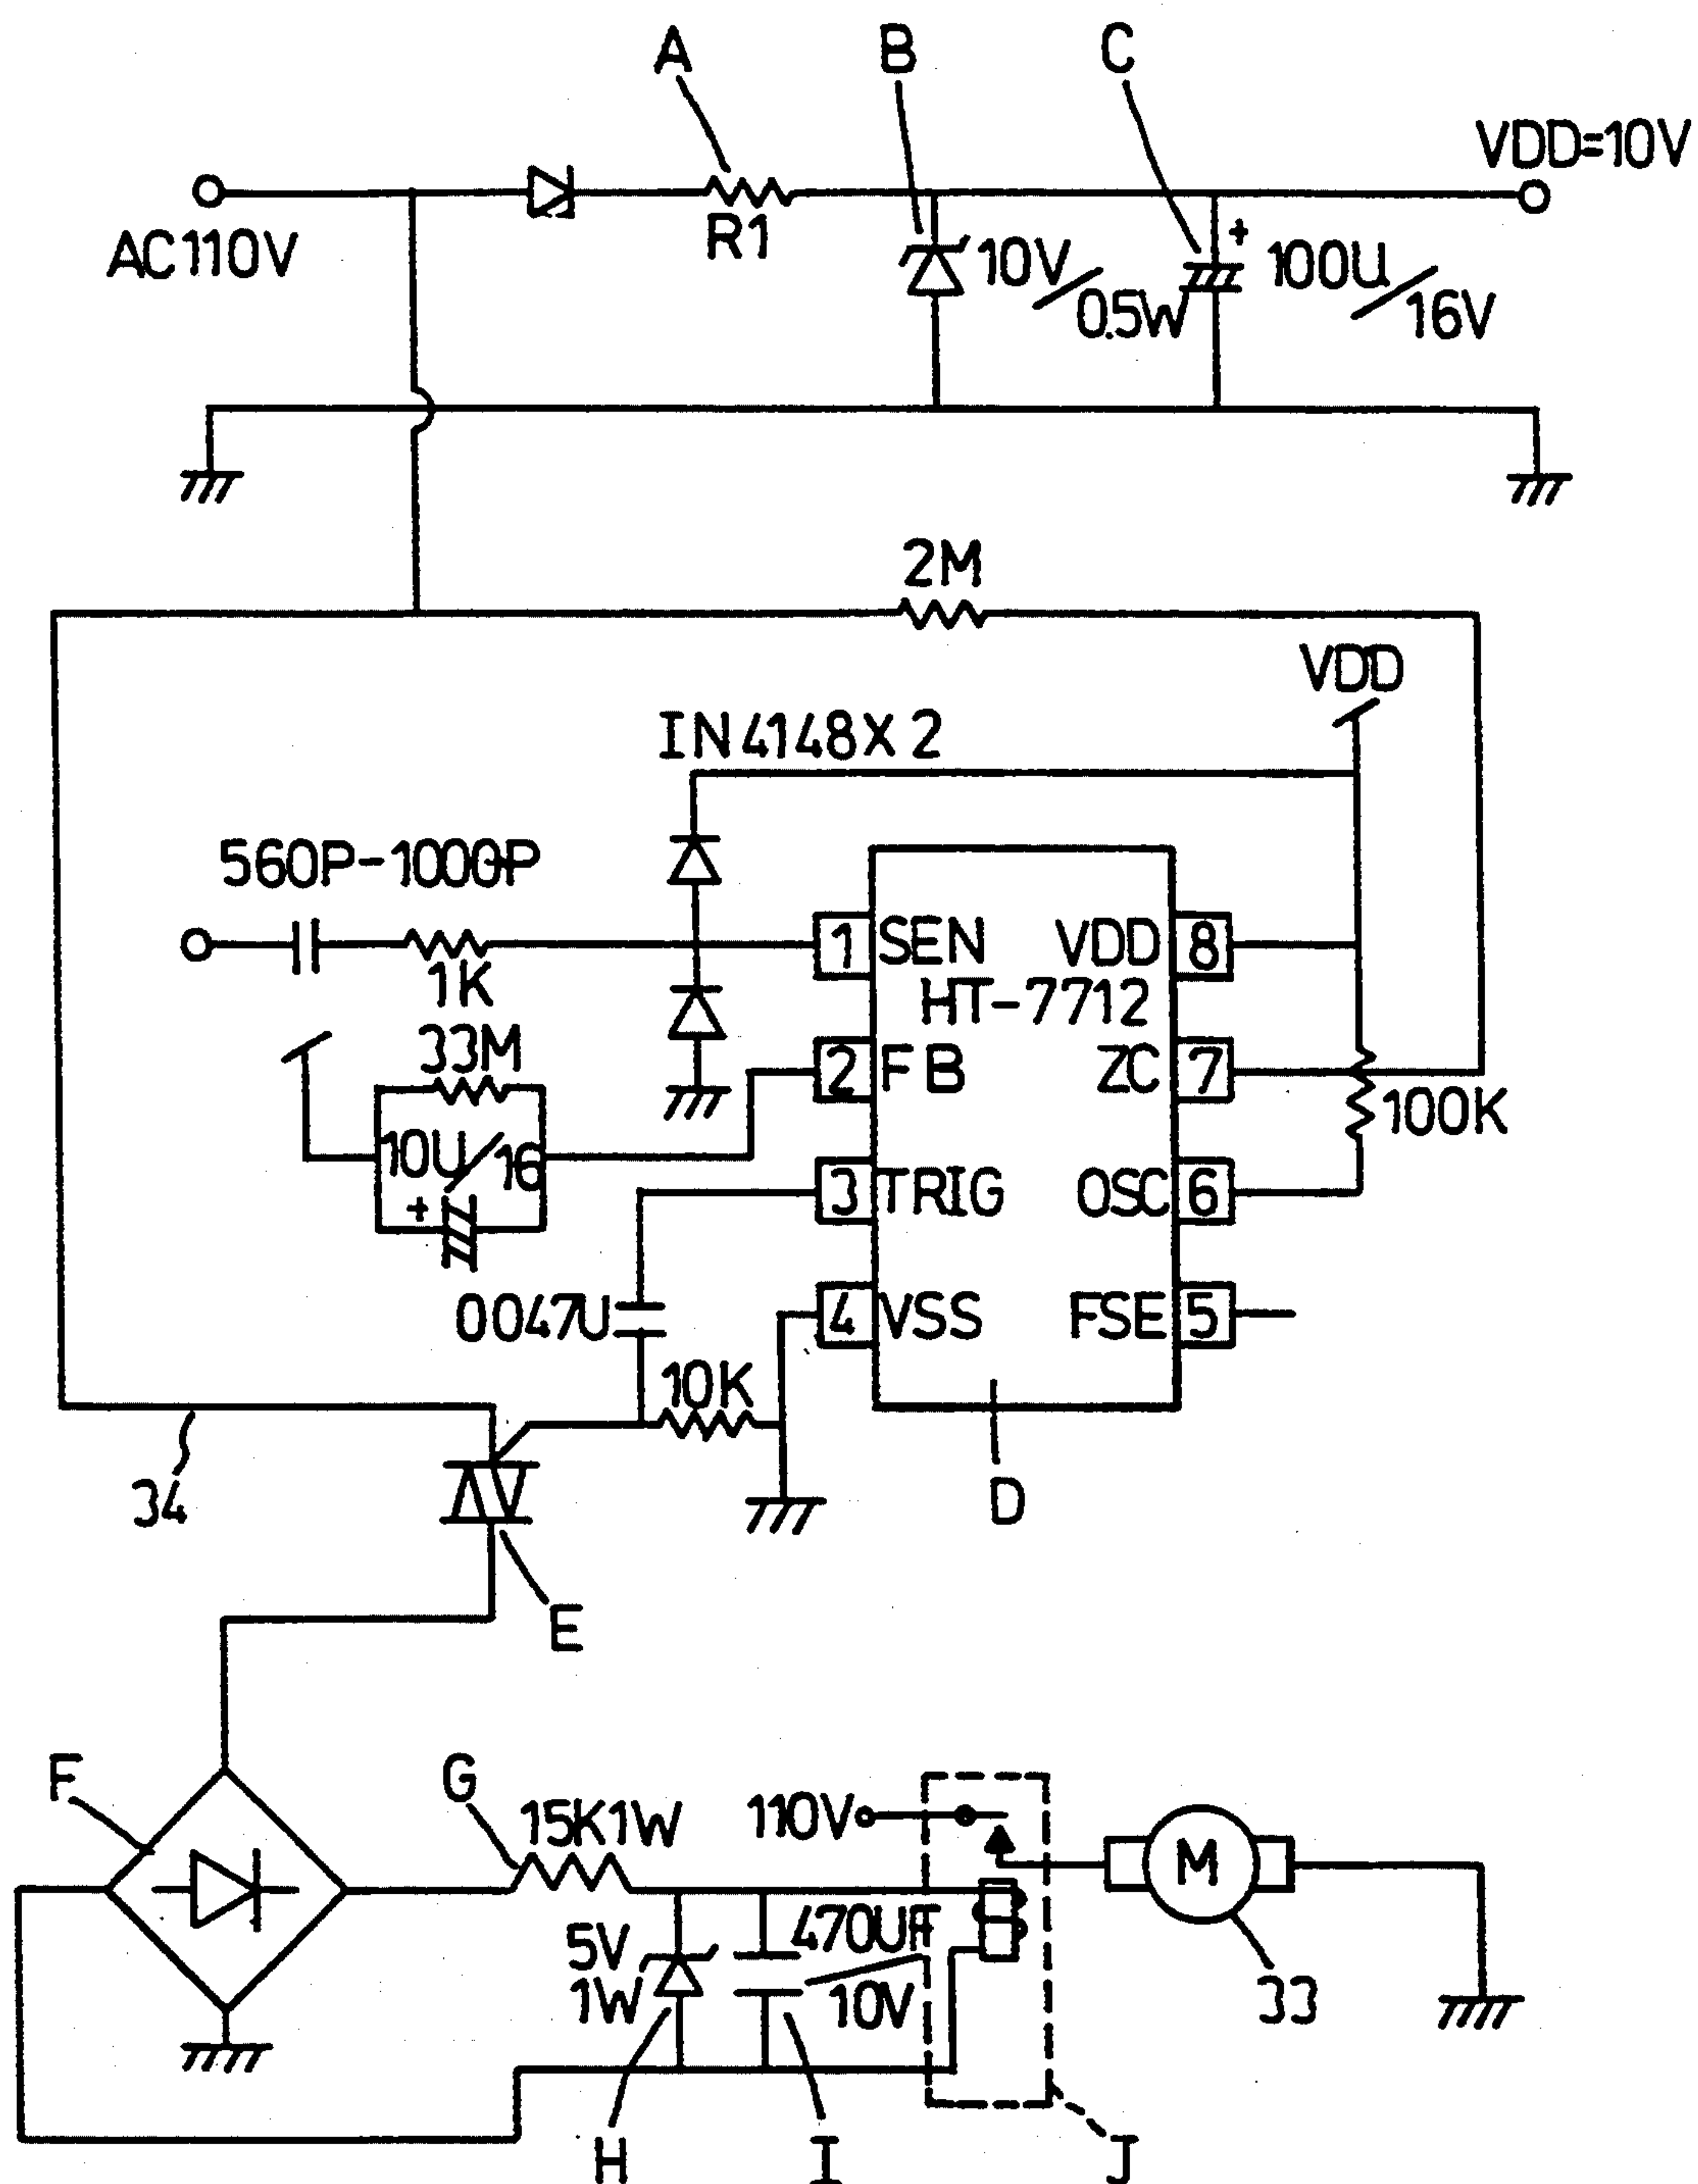 A
B
C
VDD=10V
AC110V
R1
10V/0.5W
100U/16V
2M
VDD
IN4148X2
560P-1000P
1K
33M
10U/16
+
+
1 SEN
VDD 8
HT-7712
2 FB
ZC 7
100K
3 TRIG
OSC 6
4 VSS
FSE 5
0047U
10K
34
D
E
F
G
15K1W
110V
M
5V
1W
470UF/10V
33
H
I
J